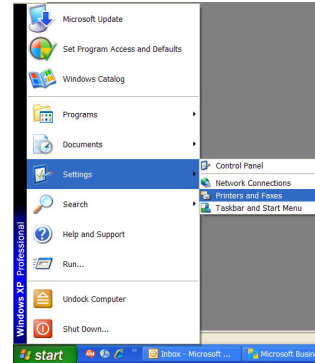 Microsoft Update
Set Program Access and Defaults
Windows Catalog
Programs
Documents
Settings
Control Panel
Network Connections
Printers and Faxes
Taskbar and Start Menu
Search
Help and Support
Run...
Undock Computer
Shut Down...
Windows XP Professional
start
Inbox - Microsoft ...
Microsoft Busin